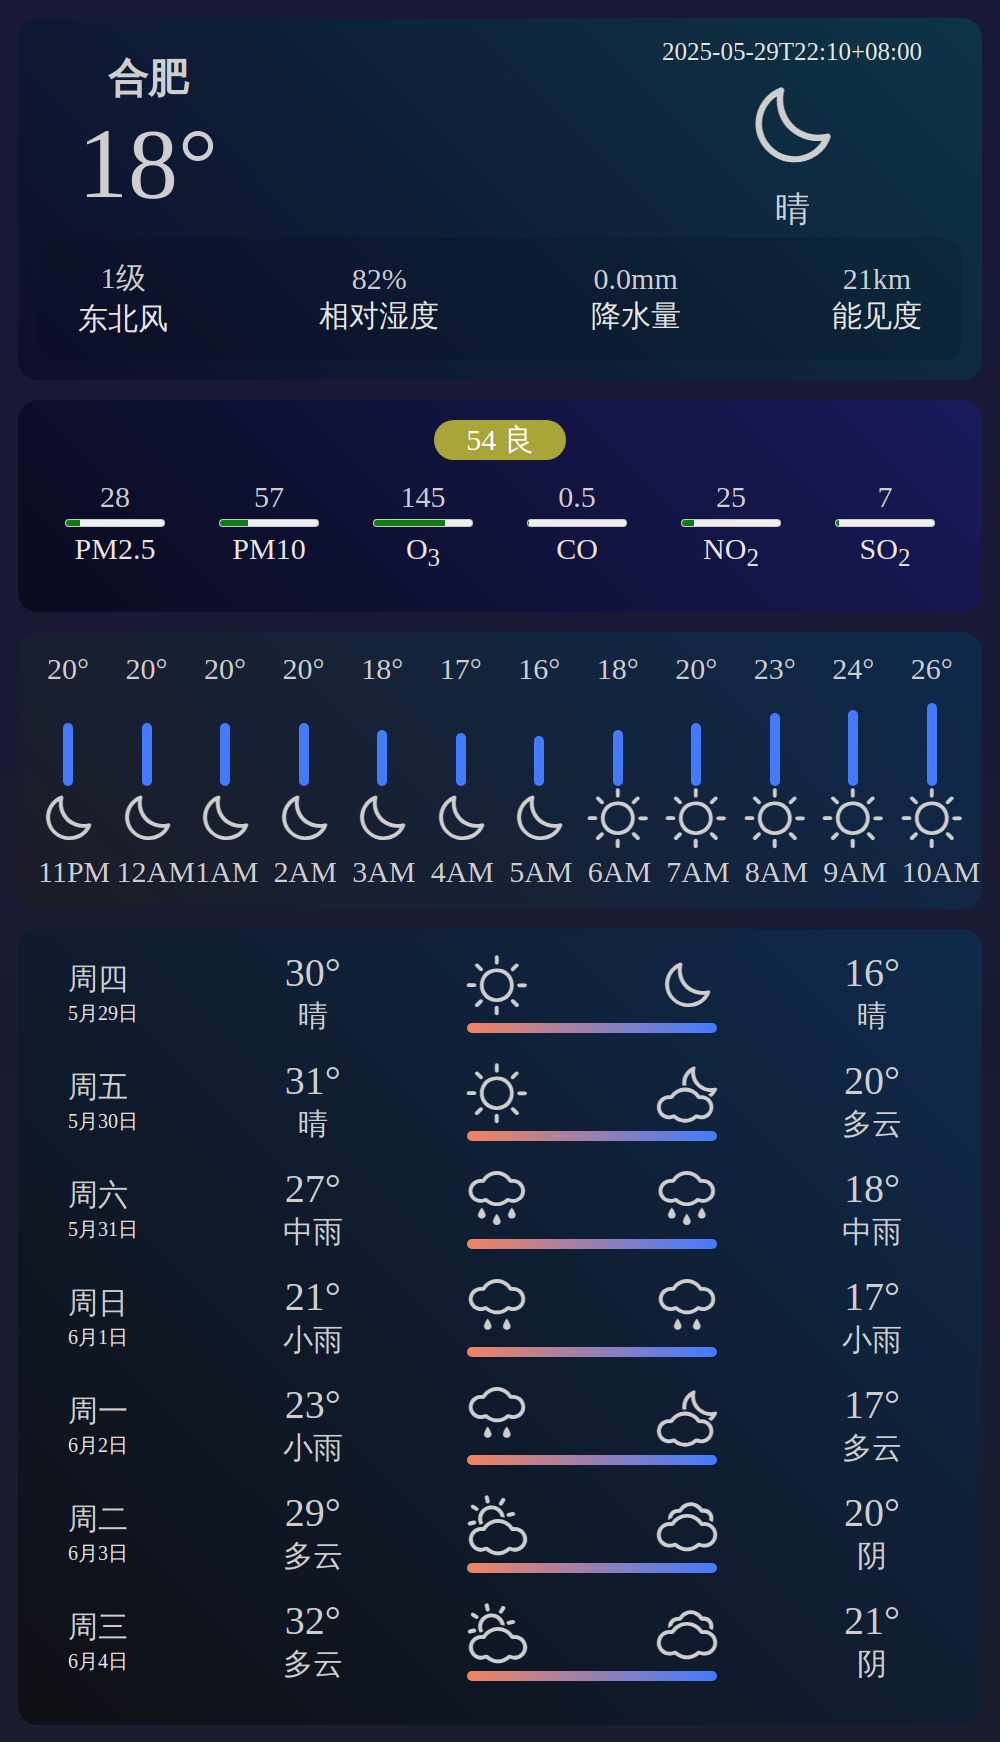 合肥
18°
2025-05-29T22:10+08:00
晴
1级 82% 0.0mm 21km
东北风 相对湿度 降水量 能见度
54 良
28 57 145 0.5 25 7
PM2.5 PM10 O3 CO NO2 SO2
20° 20° 20° 20° 18° 17° 16° 18° 20° 23° 24° 26°
11PM 12AM 1AM 2AM 3AM 4AM 5AM 6AM 7AM 8AM 9AM 10AM
周四 30° 16°
5月29日 晴 晴
周五 31° 20°
5月30日 晴 多云
周六 27° 18°
5月31日 中雨 中雨
周日 21° 17°
6月1日 小雨 小雨
周一 23° 17°
6月2日 小雨 多云
周二 29° 20°
6月3日 多云 阴
周三 32° 21°
6月4日 多云 阴